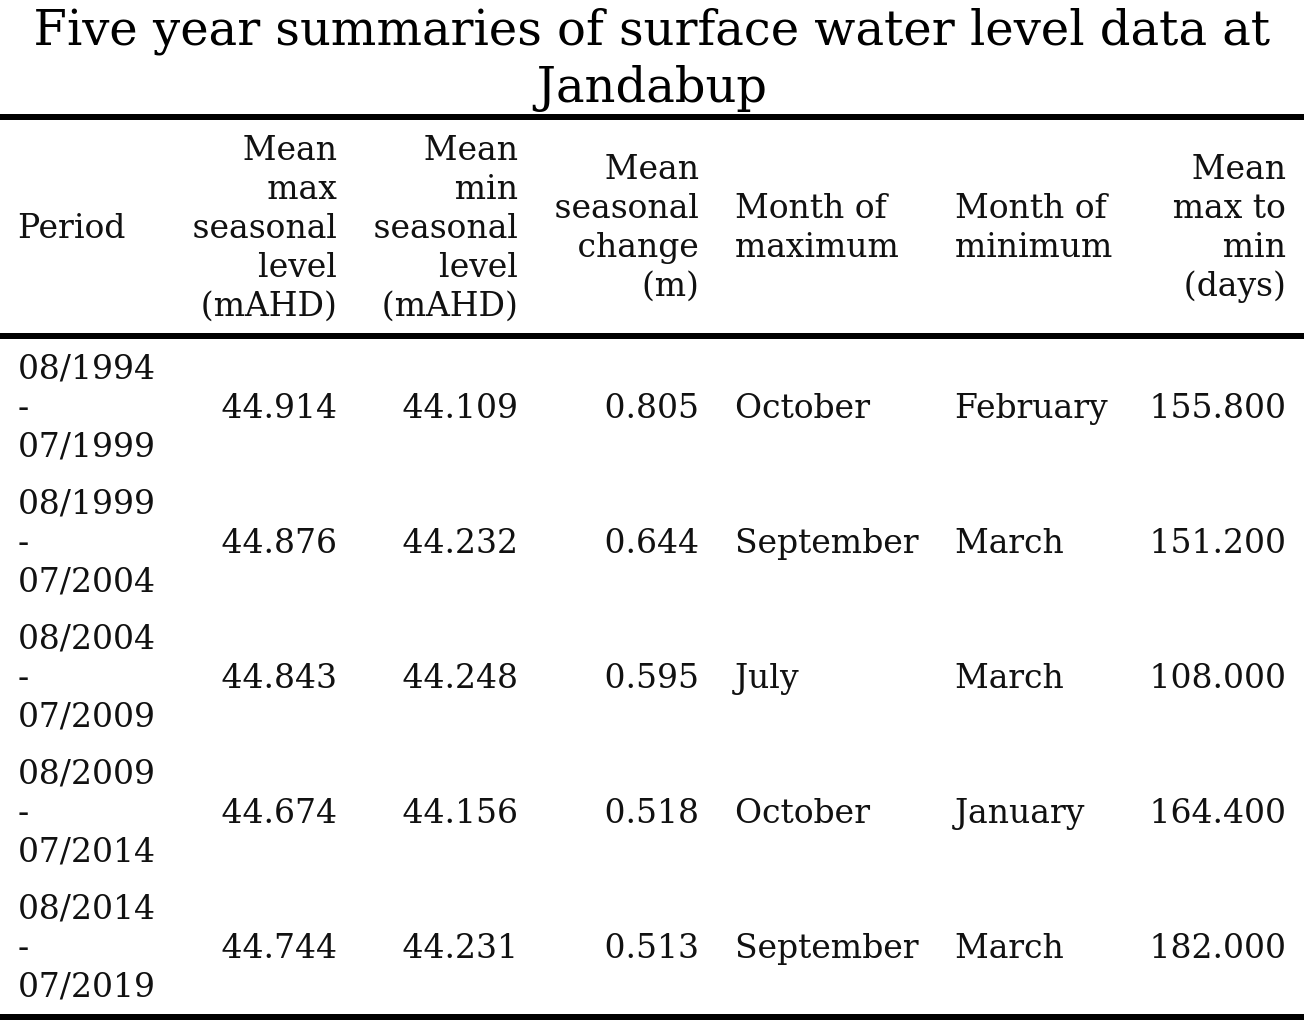 Five year summaries of surface water level data at
Jandabup
Period
Mean
max
seasonal
level
(mAHD)
Mean
min
seasonal
level
(mAHD)
Mean
seasonal
change
(m)
Month of
maximum
Month of
minimum
Mean
max to
min
(days)
08/1994
-
07/1999
44.914
44.109
0.805
October
February
155.800
08/1999
-
07/2004
44.876
44.232
0.644
September
March
151.200
08/2004
-
07/2009
44.843
44.248
0.595
July
March
108.000
08/2009
-
07/2014
44.674
44.156
0.518
October
January
164.400
08/2014
-
07/2019
44.744
44.231
0.513
September
March
182.000